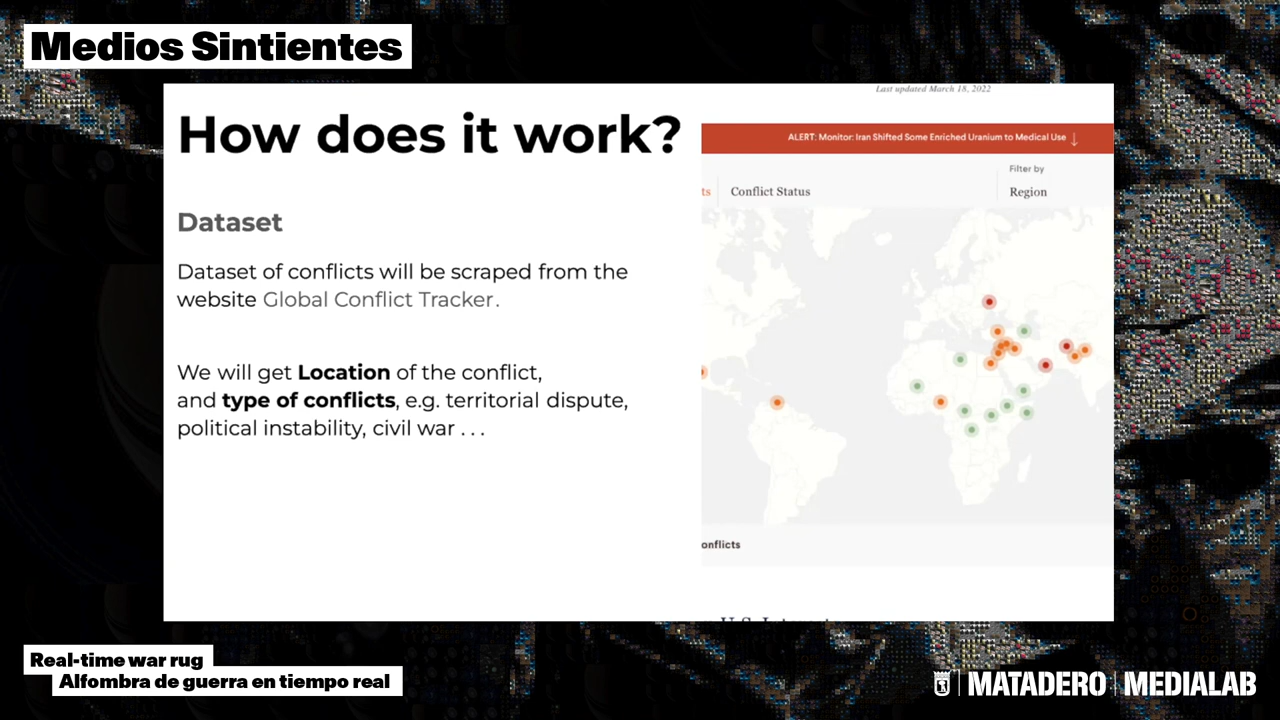 Medios Sintientes
How does it work?
Dataset
Dataset of conflicts will be scraped from the
website Global Conflict Tracker.
We will get Location of the conflict,
and type of conflicts, e.g. territorial dispute,
political instability, civil war . . .
Last updated March 18, 2022
ALERT: Monitor: Iran Shifted Some Enriched Uranium to Medical Use ↓
Filter by
ts
Conflict Status
Region
onflicts
Real-time war rug
Alfombra de guerra en tiempo real
MATADERO
MEDIALAB